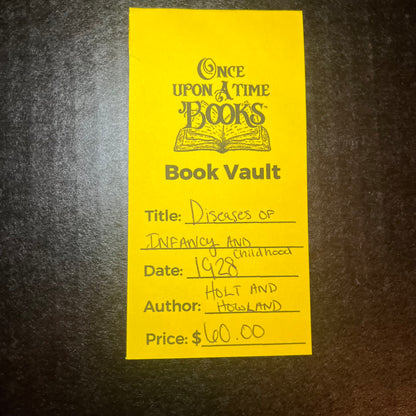 ONCE
UPON A TIME
BOOKS™
Book Vault
Title: DISEASES OF
INFANCY AND Childhood
Date: 1928
Author: HOLT AND HOWLAND
Price: $60.00